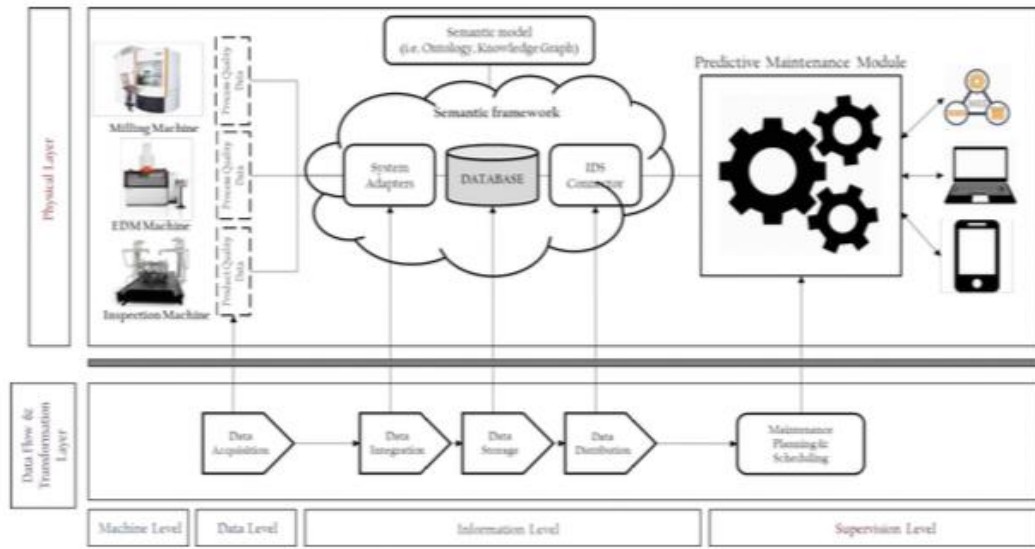 Semantic model
(i.e. Ontology, Knowledge Graph)
Predictive Maintenance Module
Process Quality
Data
Milling Machine
Semantic framework
Process Quality
Data
System
Adapters
DATABASE
IDS
Connector
EDM Machine
Product Quality
Data
Inspection Machine
Physical Layer
Data Flow &
Transformation
Layer
Data
Acquisition
Data
Integration
Data
Storage
Data
Distribution
Maintenance
Planning &
Scheduling
Machine Level
Data Level
Information Level
Supervision Level